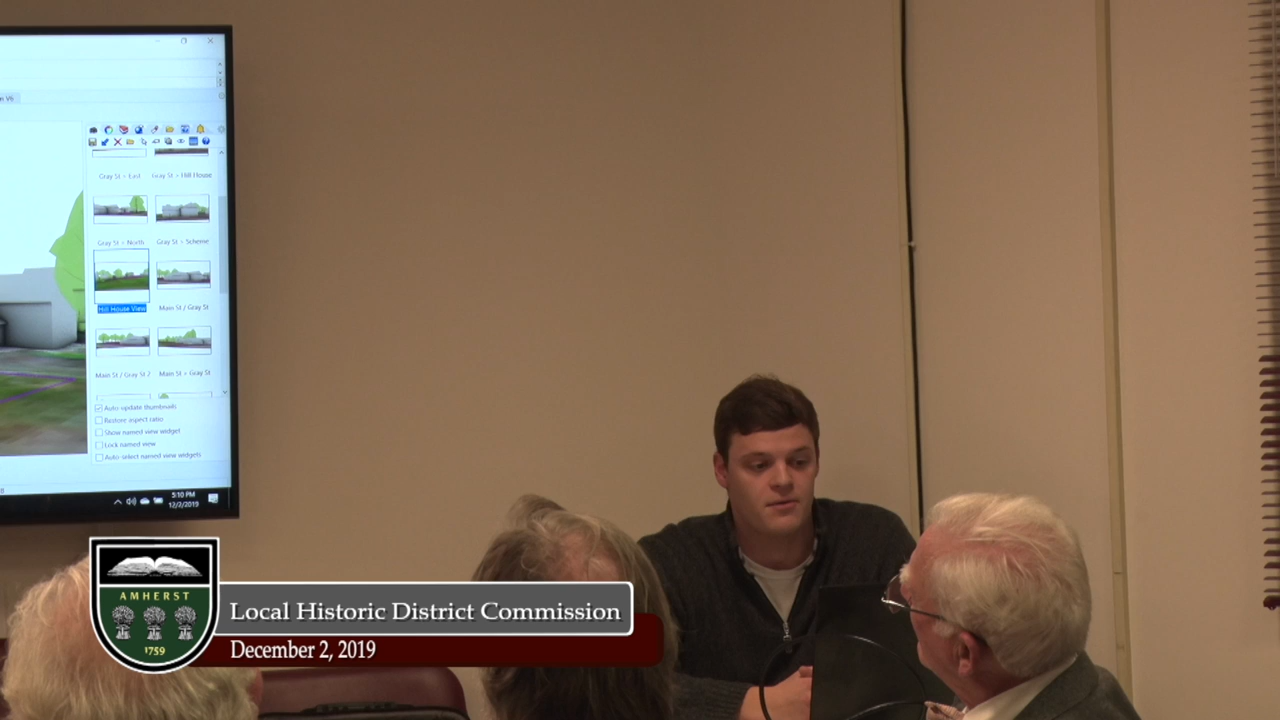 Gray St - East
Gray St > Hill House
Gray St - North
Gray St - Scheme
Hill House View
Main St / Gray St
Main St / Gray St 2
Main St + Gray St
Auto-update thumbnails
Restore aspect ratio
Show named view widget
Lock named view
Auto-select named view widgets
5:10 PM
12/2/2019
AMHERST
1759
Local Historic District Commission
December 2, 2019